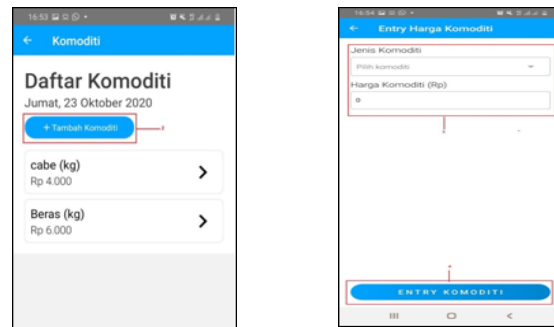 16:53
Komoditi
Daftar Komoditi
Jumat, 23 Oktober 2020
+ Tambah Komoditi
cabe (kg)
Rp 4.000
Beras (kg)
Rp 6.000
16:54
Entry Harga Komoditi
Jenis Komoditi
Pilih komoditi
Harga Komoditi (Rp)
0
ENTRY KOMODITI